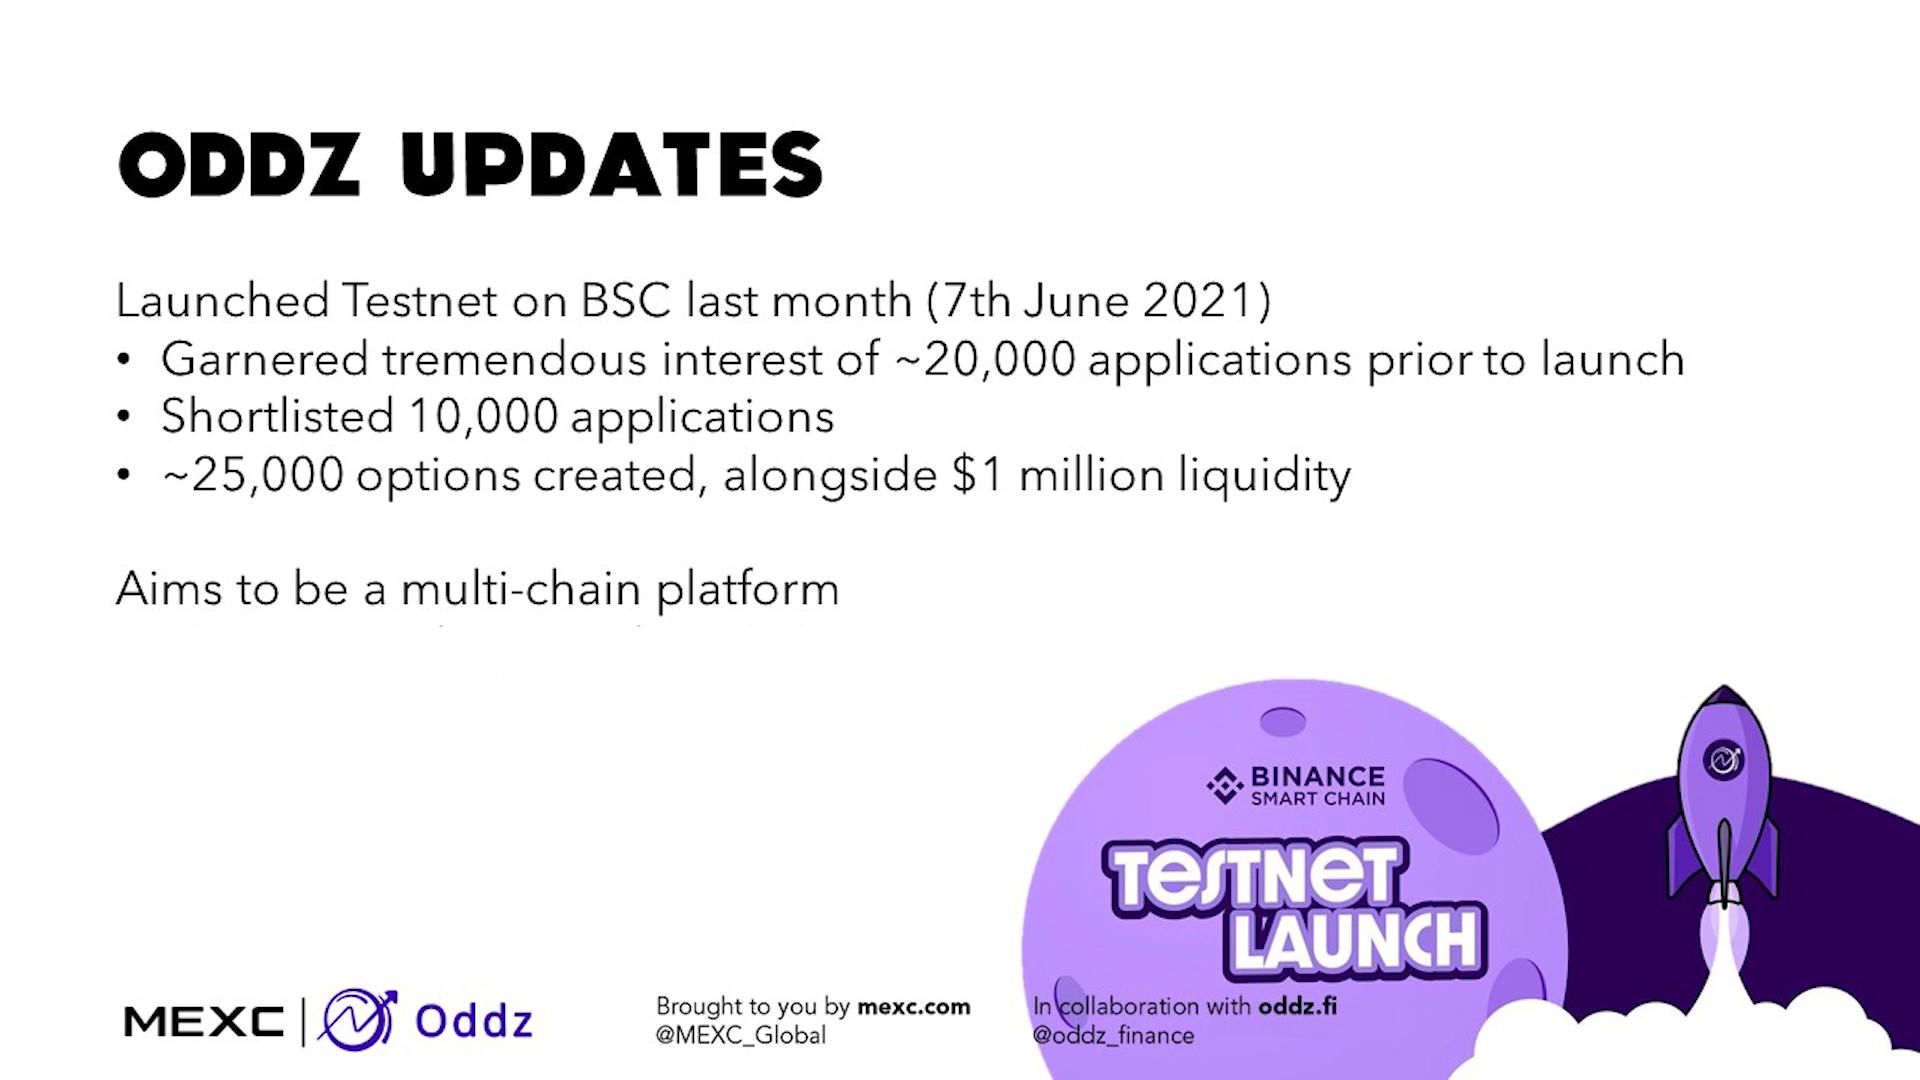 ODDZ UPDATES
Launched Testnet on BSC last month (7th June 2021)
• Garnered tremendous interest of ~20,000 applications prior to launch
• Shortlisted 10,000 applications
• ~25,000 options created, alongside $1 million liquidity
Aims to be a multi-chain platform
BINANCE
SMART CHAIN
TESTNET
LAUNCH
MEXC | Oddz
Brought to you by mexc.com
@MEXC_Global
In collaboration with oddz.fi
@oddz_finance